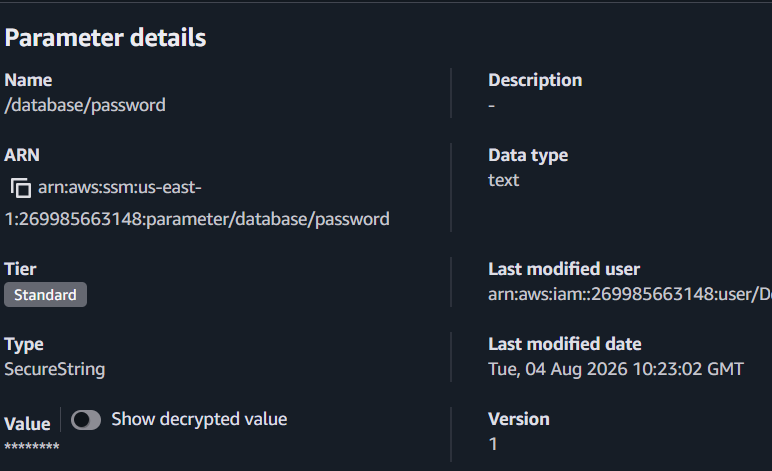 Parameter details
Name
/database/password
Description
-
ARN
arn:aws:ssm:us-east-
1:269985663148:parameter/database/password
Data type
text
Tier
Standard
Last modified user
arn:aws:iam::269985663148:user/D
Type
SecureString
Last modified date
Tue, 04 Aug 2026 10:23:02 GMT
Value
Show decrypted value
********
Version
1